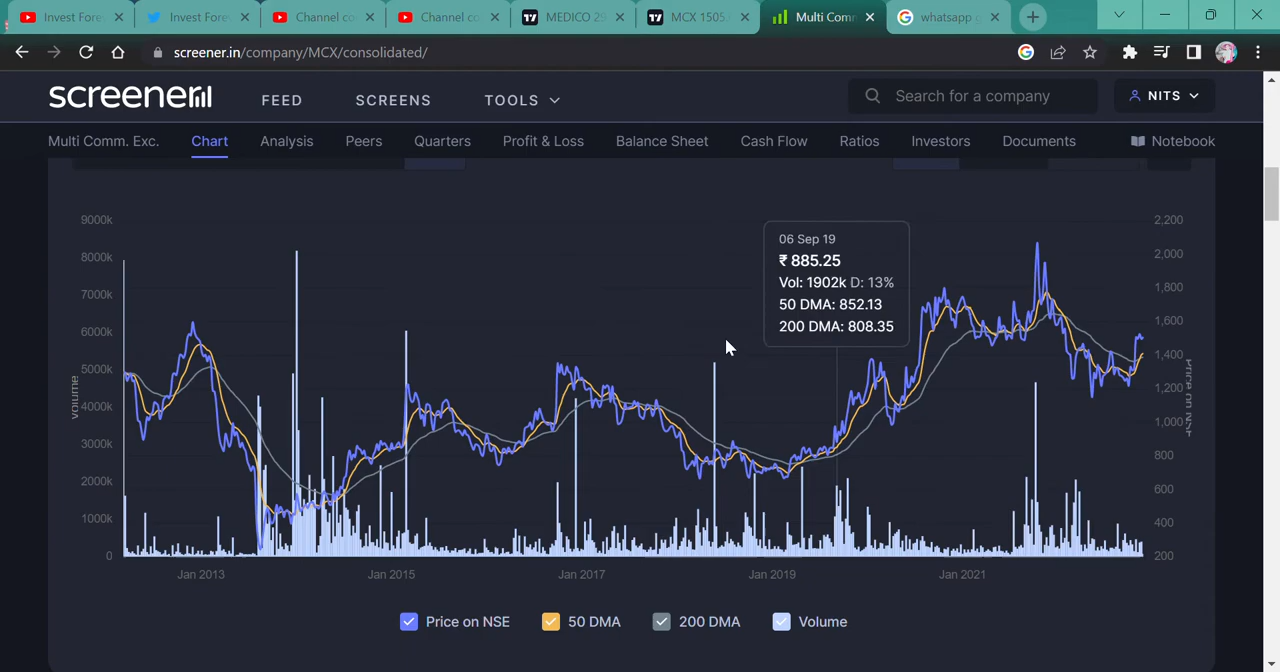 Invest Fore
Invest Fore
Channel co
Channel co
MEDICO 29
MCX 1505.
Multi Comm
whatsapp g
screener.in/company/MCX/consolidated/
screener
FEED
SCREENS
TOOLS
Search for a company
NITS
Multi Comm. Exc.
Chart
Analysis
Peers
Quarters
Profit & Loss
Balance Sheet
Cash Flow
Ratios
Investors
Documents
Notebook
9000k
8000k
7000k
6000k
5000k
4000k
3000k
2000k
1000k
0
Volume
06 Sep 19
₹ 885.25
Vol: 1902k D: 13%
50 DMA: 852.13
200 DMA: 808.35
2,200
2,000
1,800
1,600
1,400
1,200
1,000
800
600
400
200
Price on NSE
Jan 2013
Jan 2015
Jan 2017
Jan 2019
Jan 2021
Price on NSE
50 DMA
200 DMA
Volume